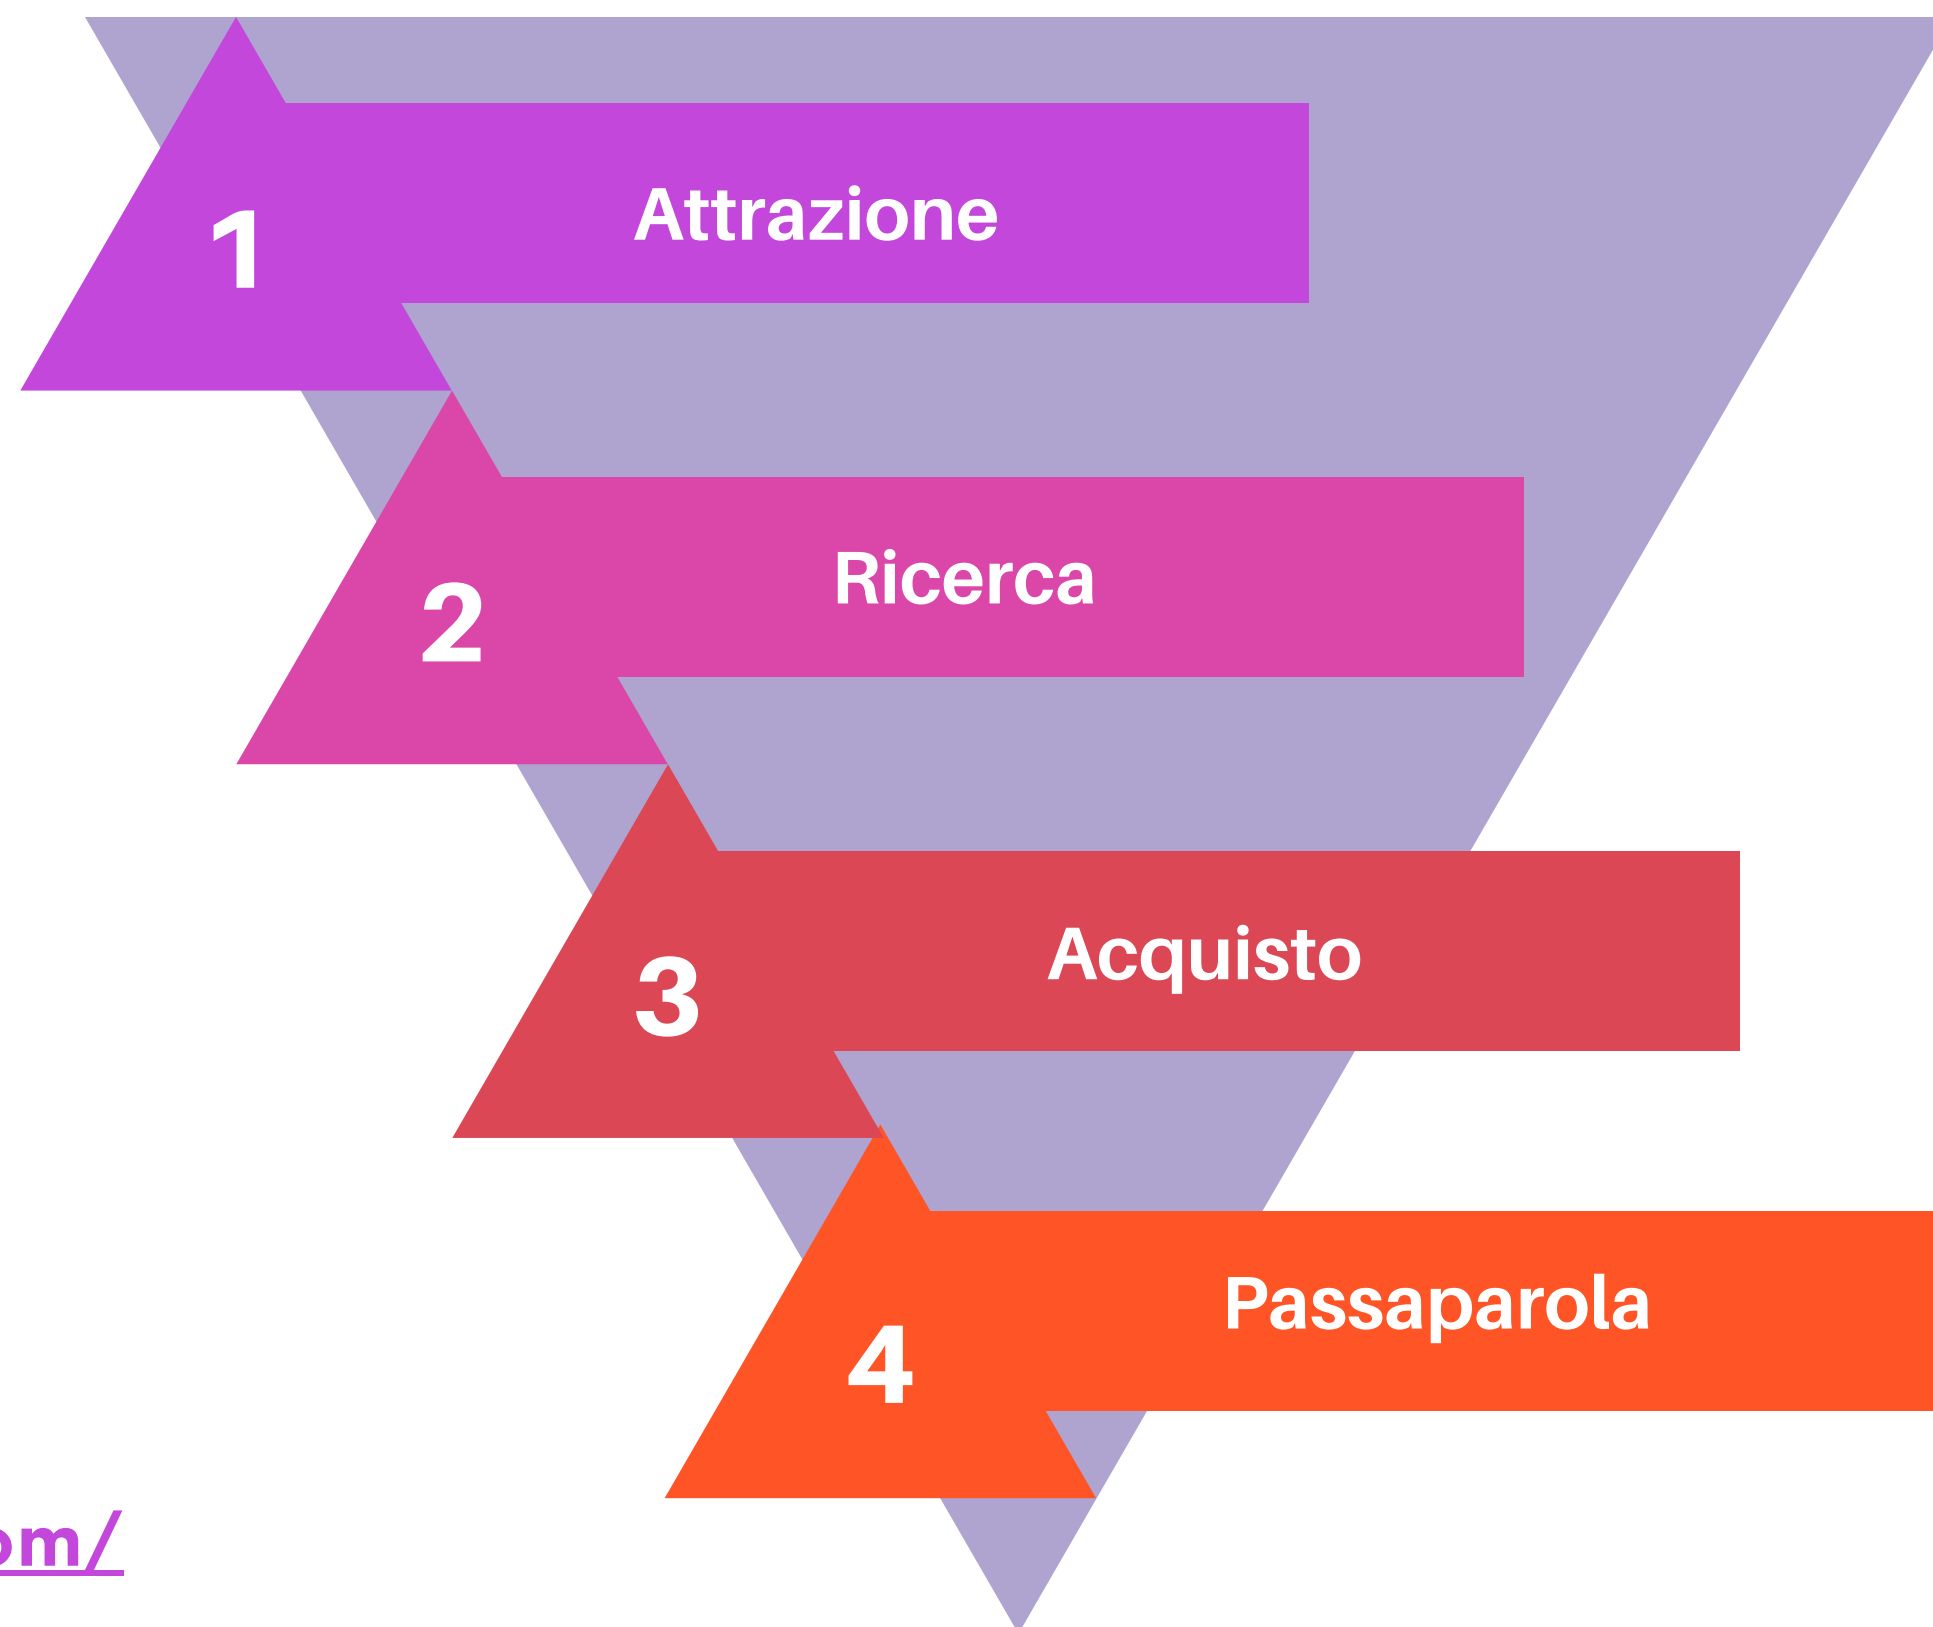 1
Attrazione
2
Ricerca
3
Acquisto
4
Passaparola
om/